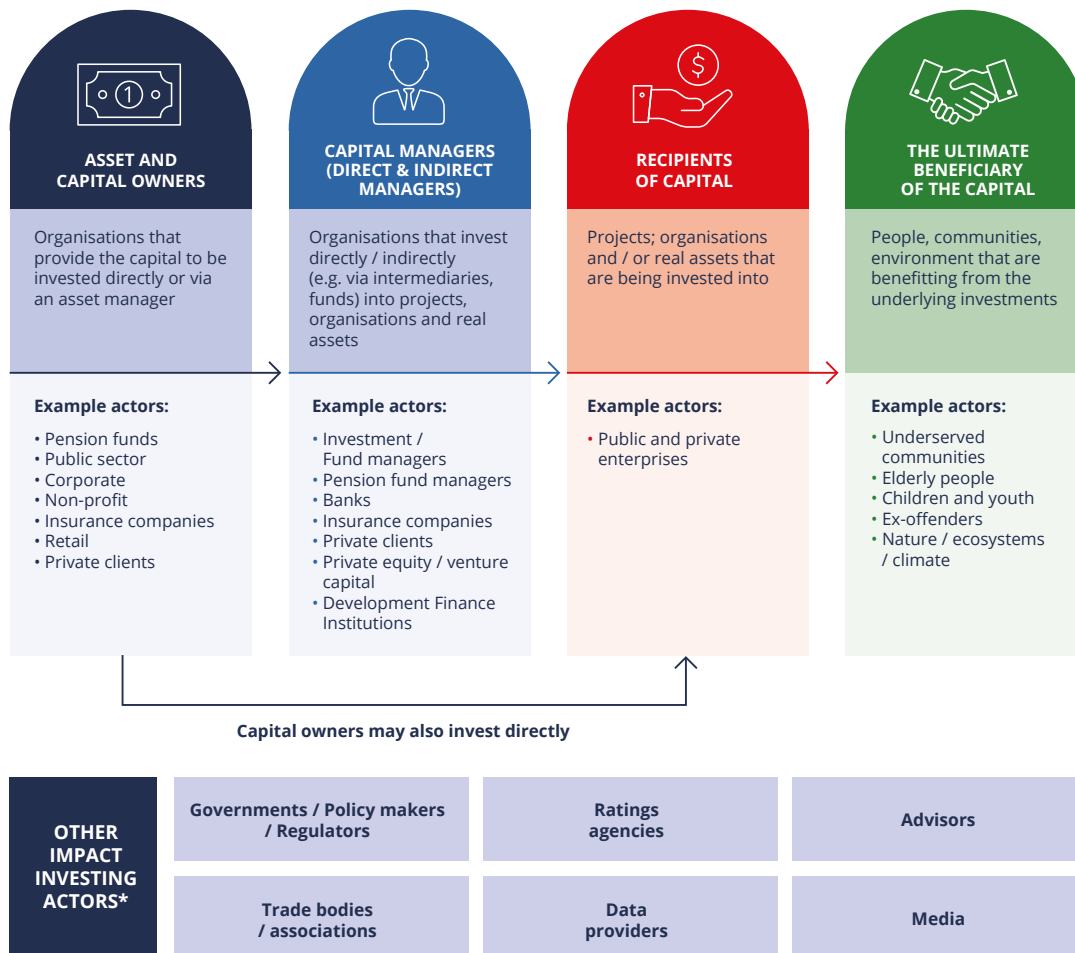 1
$
ASSET AND
CAPITAL OWNERS
Organisations that
provide the capital to be
invested directly or via
an asset manager
Example actors:
• Pension funds
• Public sector
• Corporate
• Non-profit
• Insurance companies
• Retail
• Private clients
CAPITAL MANAGERS
(DIRECT & INDIRECT
MANAGERS)
Organisations that invest
directly / indirectly
(e.g. via intermediaries,
funds) into projects,
organisations and real
assets
Example actors:
• Investment /
Fund managers
• Pension fund managers
• Banks
• Insurance companies
• Private clients
• Private equity / venture
capital
• Development Finance
Institutions
RECIPIENTS
OF CAPITAL
Projects; organisations
and / or real assets that
are being invested into
Example actors:
• Public and private
enterprises
THE ULTIMATE
BENEFICIARY
OF THE CAPITAL
People, communities,
environment that are
benefitting from the
underlying investments
Example actors:
• Underserved
communities
• Elderly people
• Children and youth
• Ex-offenders
• Nature / ecosystems
/ climate
Capital owners may also invest directly
OTHER
IMPACT
INVESTING
ACTORS*
Governments / Policy makers
/ Regulators
Ratings
agencies
Advisors
Trade bodies
/ associations
Data
providers
Media